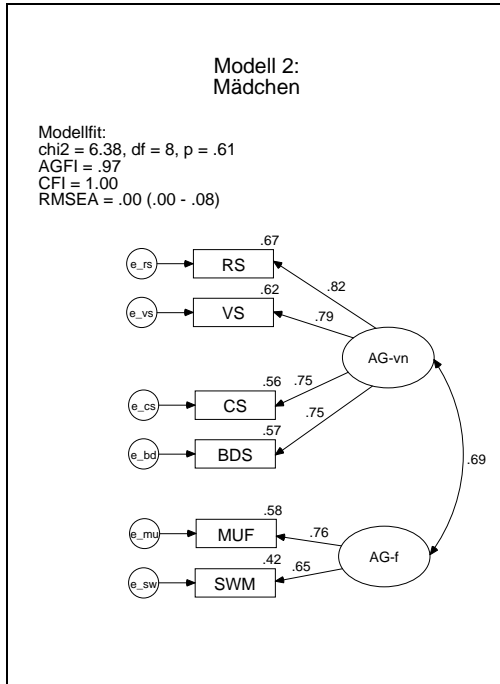 Modell 2:
Mädchen
Modellfit:
chi2 = 6.38, df = 8, p = .61
AGFI = .97
CFI = 1.00
RMSEA = .00 (.00 - .08)
.67
e_rs
RS
.82
.62
e_vs
VS
.79
AG-vn
.56
.75
e_cs
CS
.75
.57
e_bd
BDS
.69
.58
e_mu
MUF
.76
AG-f
.42
.65
e_sw
SWM